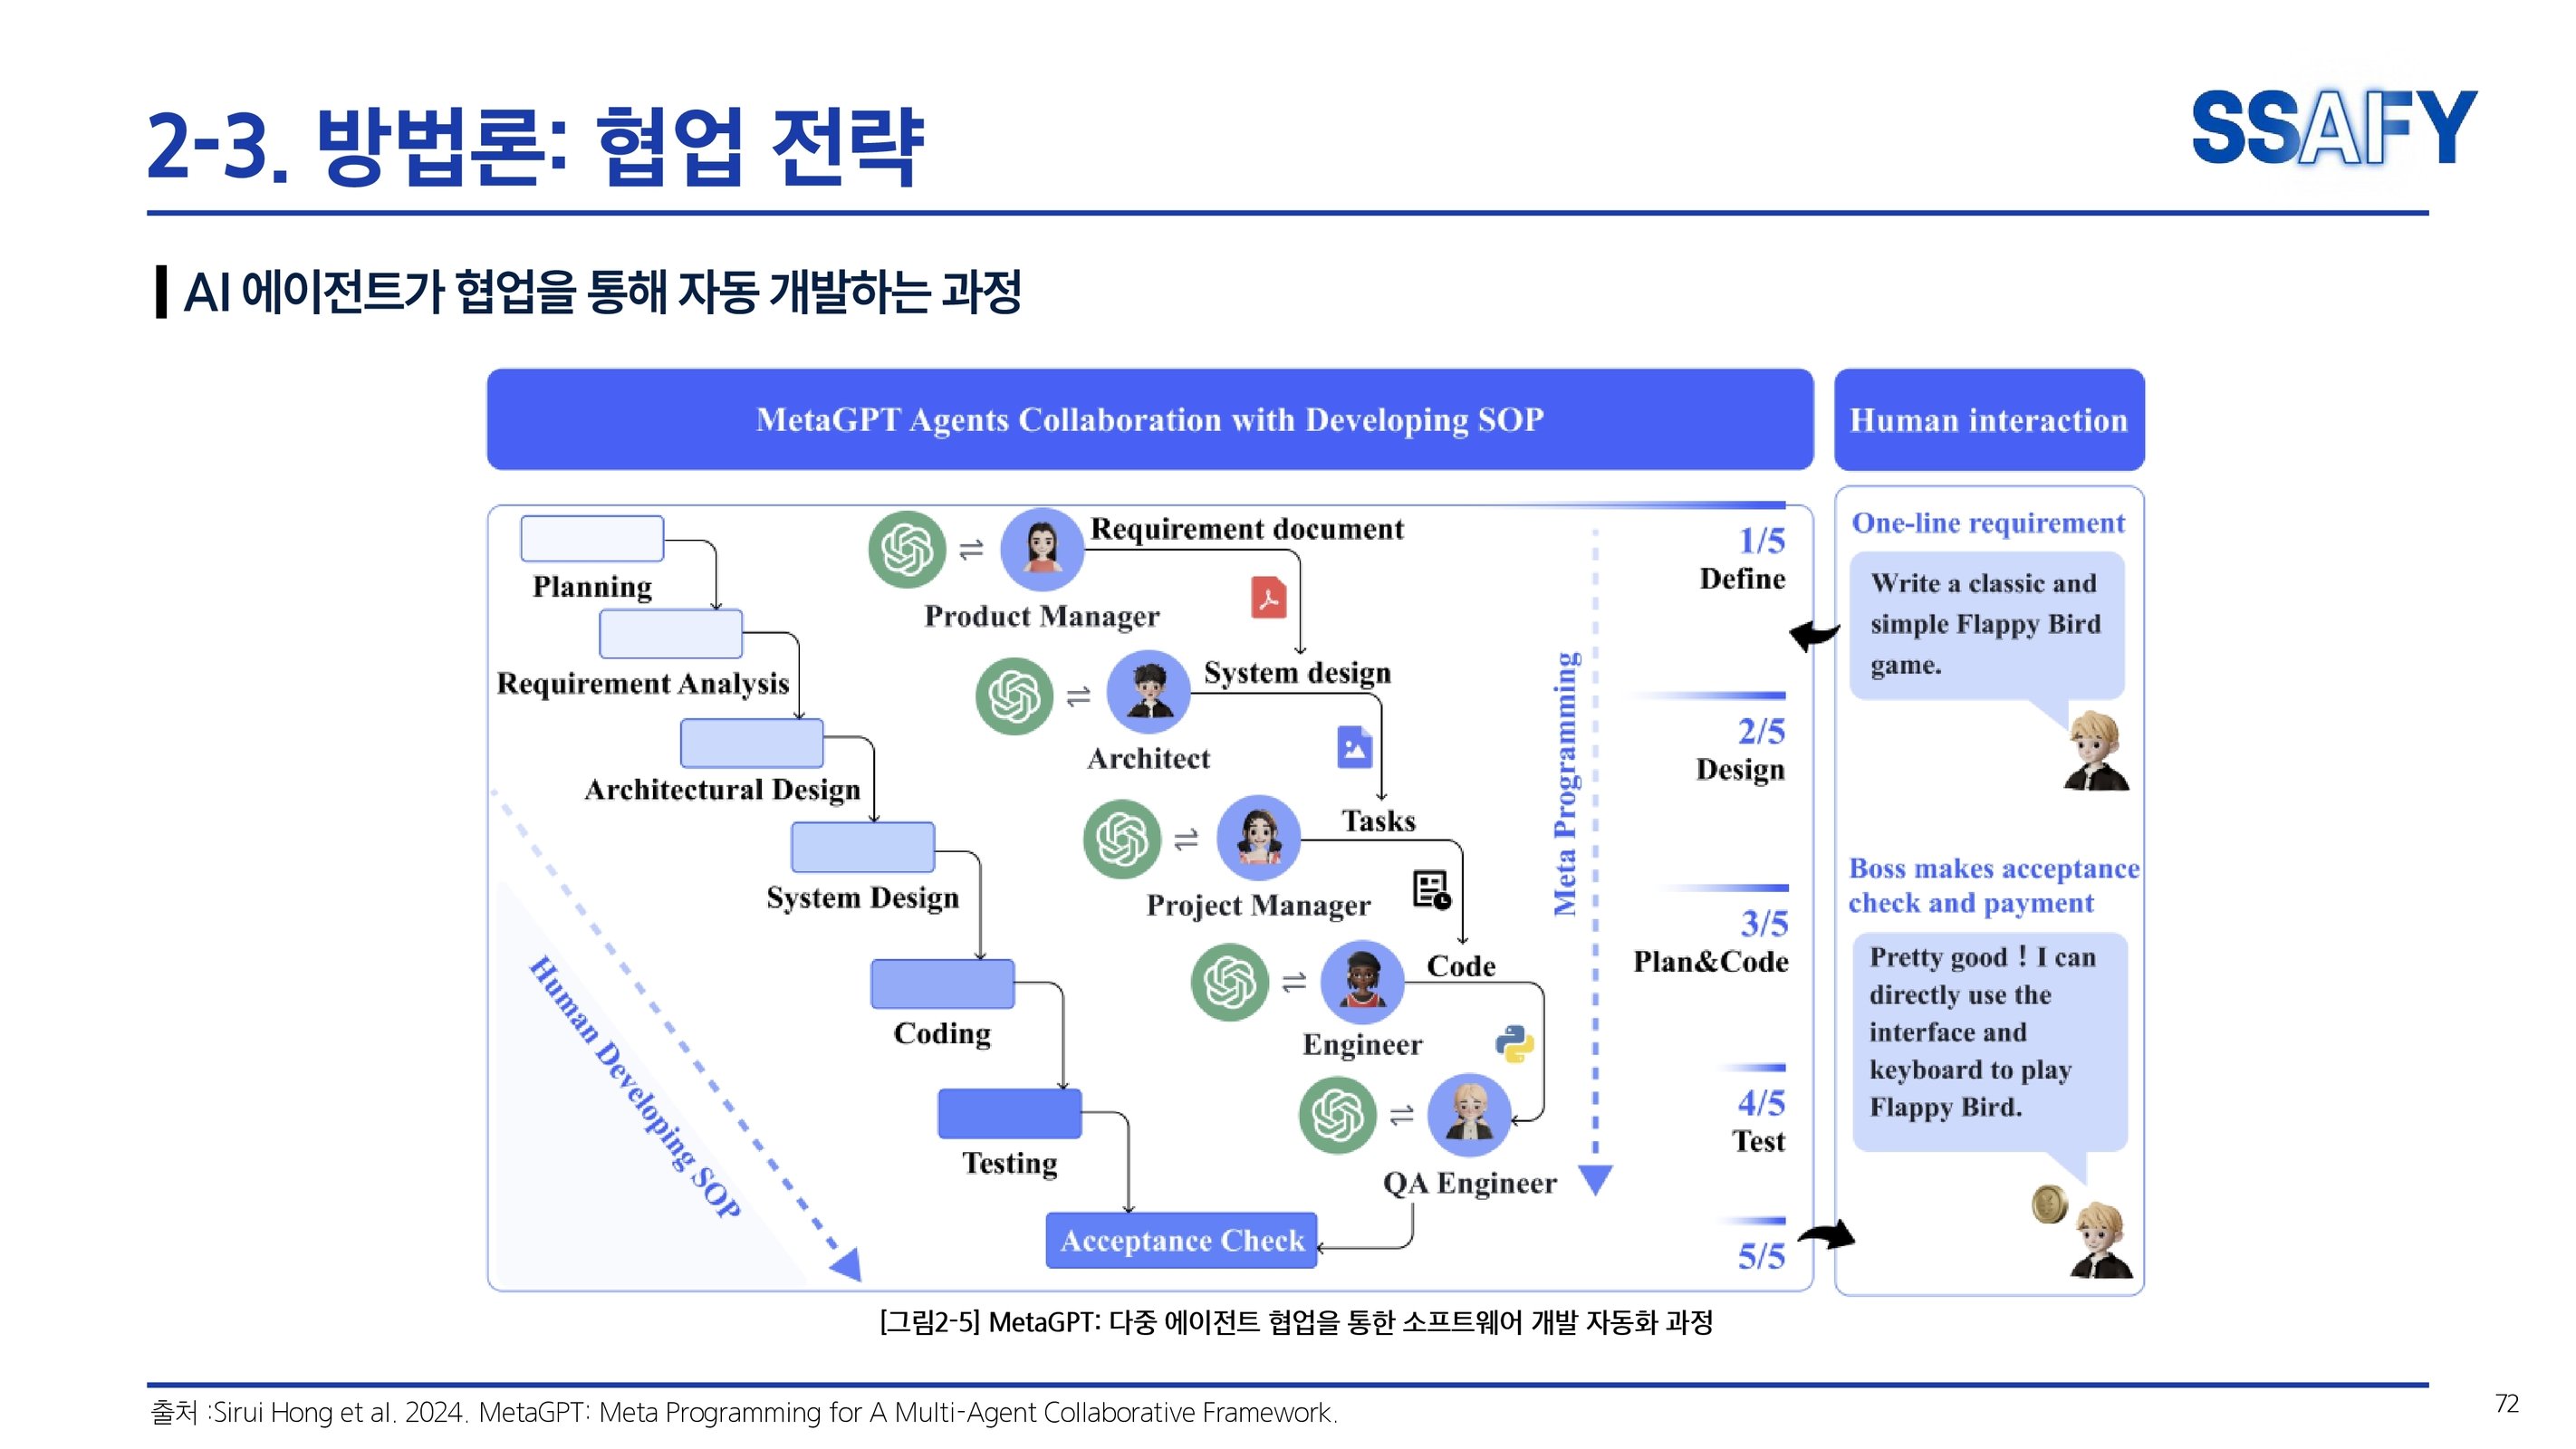 2-3. 방법론: 협업 전략
SSAFY
AI 에이전트가 협업을 통해 자동 개발하는 과정
MetaGPT Agents Collaboration with Developing SOP
Human interaction
Planning
Requirement Analysis
Architectural Design
System Design
Coding
Testing
Acceptance Check
Human Developing SOP
Requirement document
Product Manager
System design
Architect
Tasks
Project Manager
Code
Engineer
QA Engineer
Meta Programming
1/5
Define
2/5
Design
3/5
Plan&Code
4/5
Test
5/5
One-line requirement
Write a classic and
simple Flappy Bird
game.
Boss makes acceptance
check and payment
Pretty good！I can
directly use the
interface and
keyboard to play
Flappy Bird.
[그림2-5] MetaGPT: 다중 에이전트 협업을 통한 소프트웨어 개발 자동화 과정
출처 :Sirui Hong et al. 2024. MetaGPT: Meta Programming for A Multi-Agent Collaborative Framework.
72